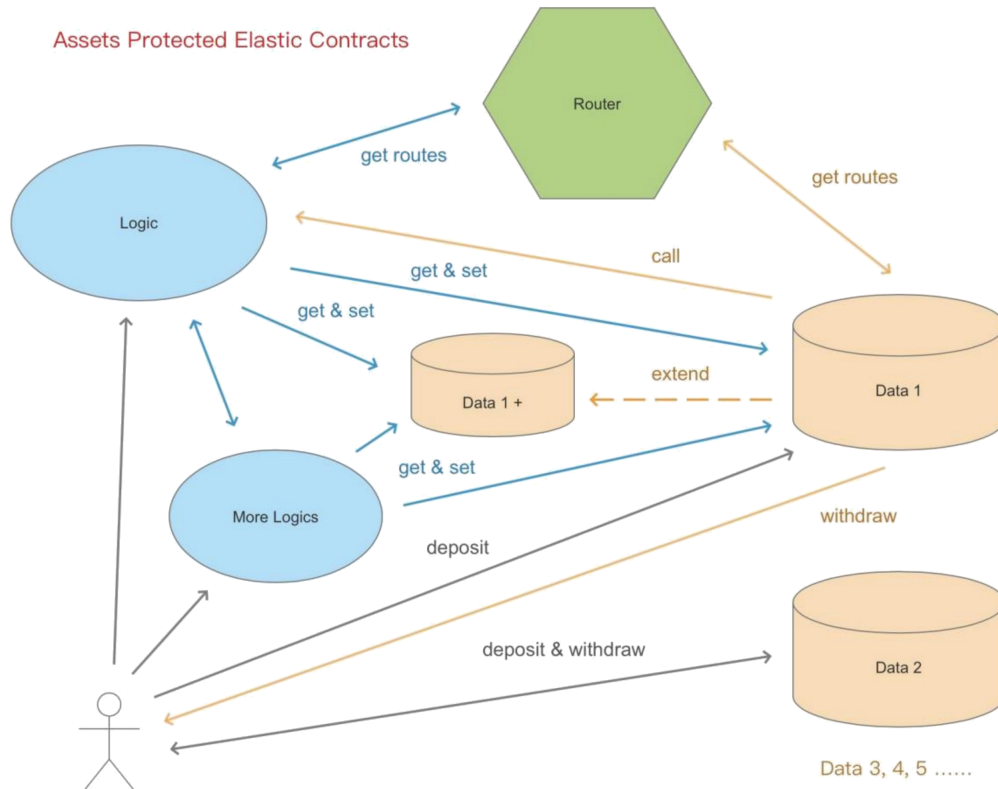 Assets Protected Elastic Contracts
Router
get routes
get routes
Logic
call
get & set
get & set
extend
Data 1
Data 1 +
get & set
More Logics
withdraw
deposit
deposit & withdraw
Data 2
Data 3, 4, 5 ......